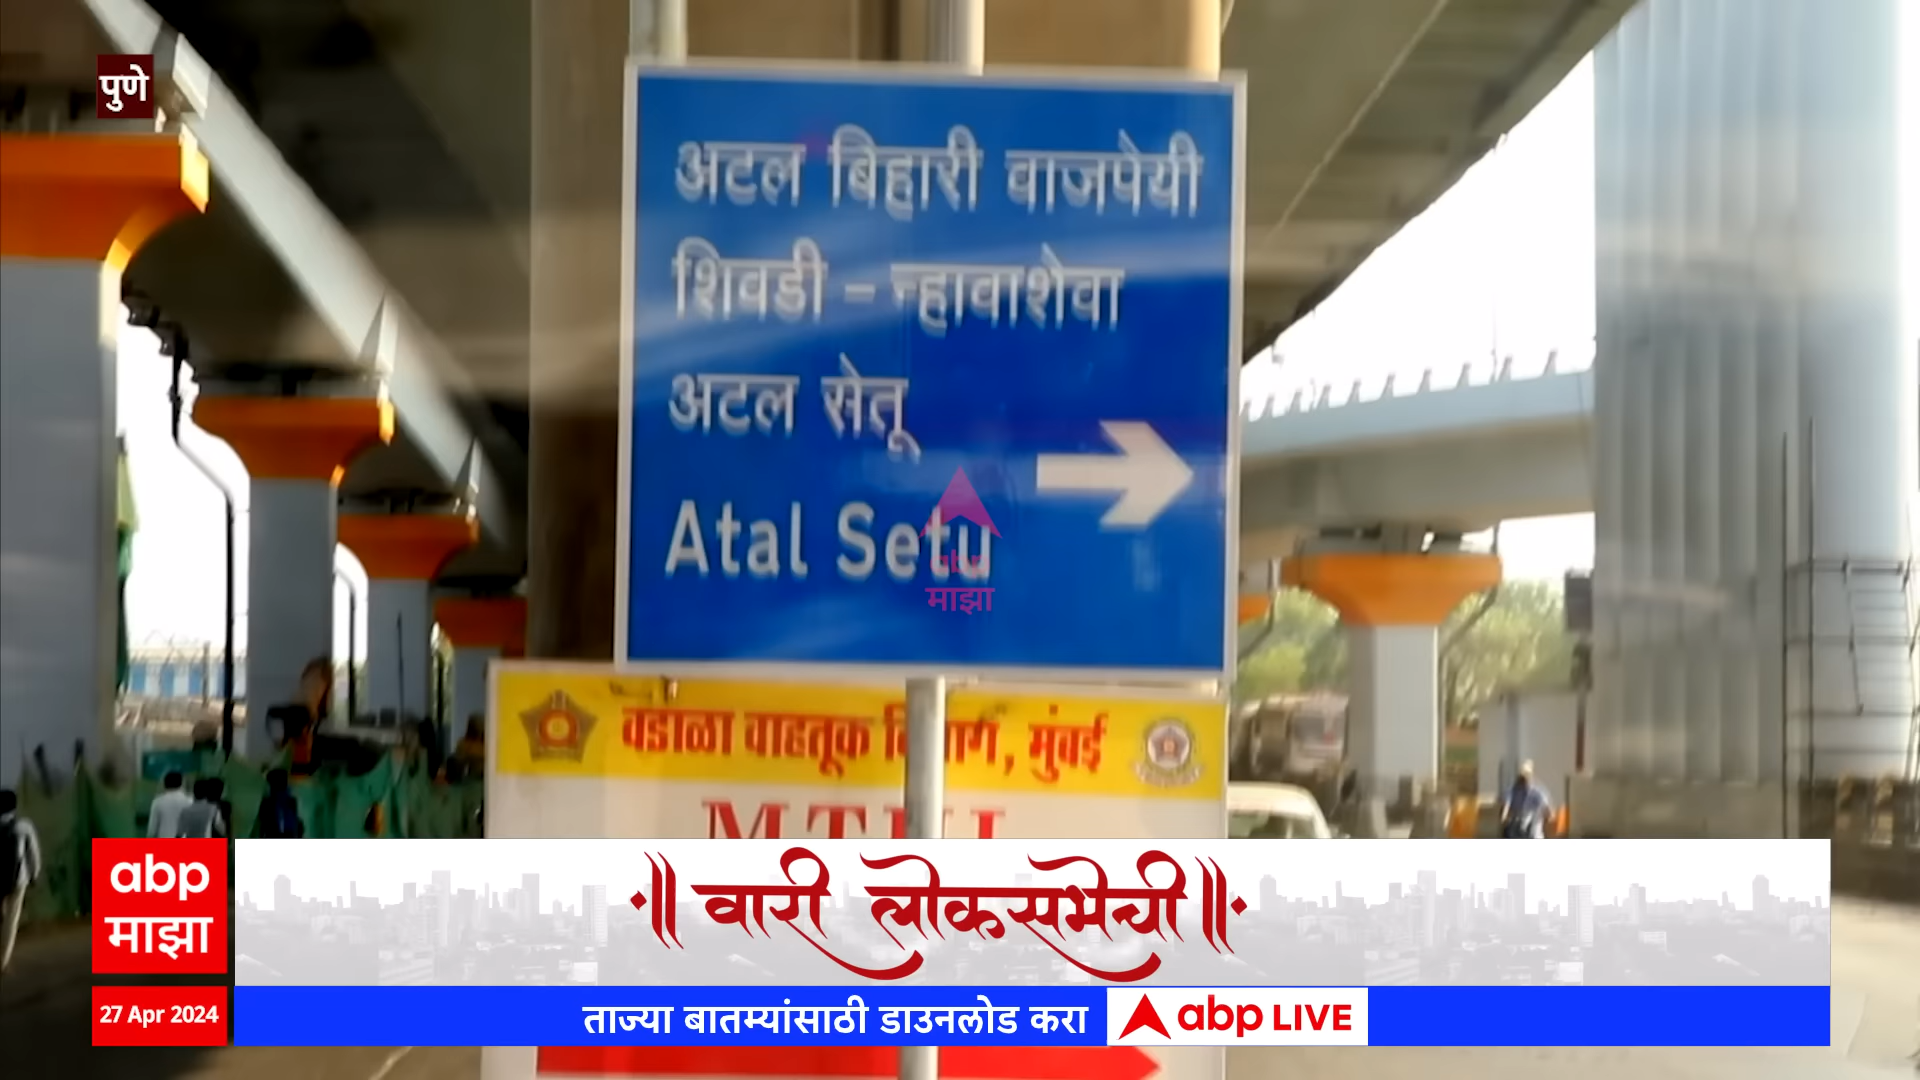 पुणे
अटल बिहारी वाजपेयी
शिवडी - न्हावाशेवा
अटल सेतू
Atal Setu
abp
माझा
वडाळा वाहतूक विभाग, मुंबई
abp
माझा
॥ वारी लोकसभेची ॥
27 Apr 2024
ताज्या बातम्यांसाठी डाउनलोड करा
abp LIVE